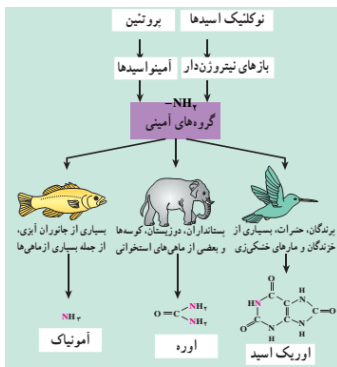 نوکلئیک اسیدها
پروتئین
بازهای نیتروژن‌دار
آمینواسیدها
–NH₂
گروه‌های آمینی
پرندگان، حشرات، بسیاری از
خزندگان و مارهای خشکی‌زی
پستانداران، دوزیستان، کوسه‌ها
و بعضی از ماهی‌های استخوانی
بسیاری از جانوران آبزی،
از جمله بسیاری ازماهی‌ها
O
H
HN
N
C
O
O
N
N
H
H
O
C
NH₂
NH₂
NH₃
اوریک اسید
اوره
آمونیاک